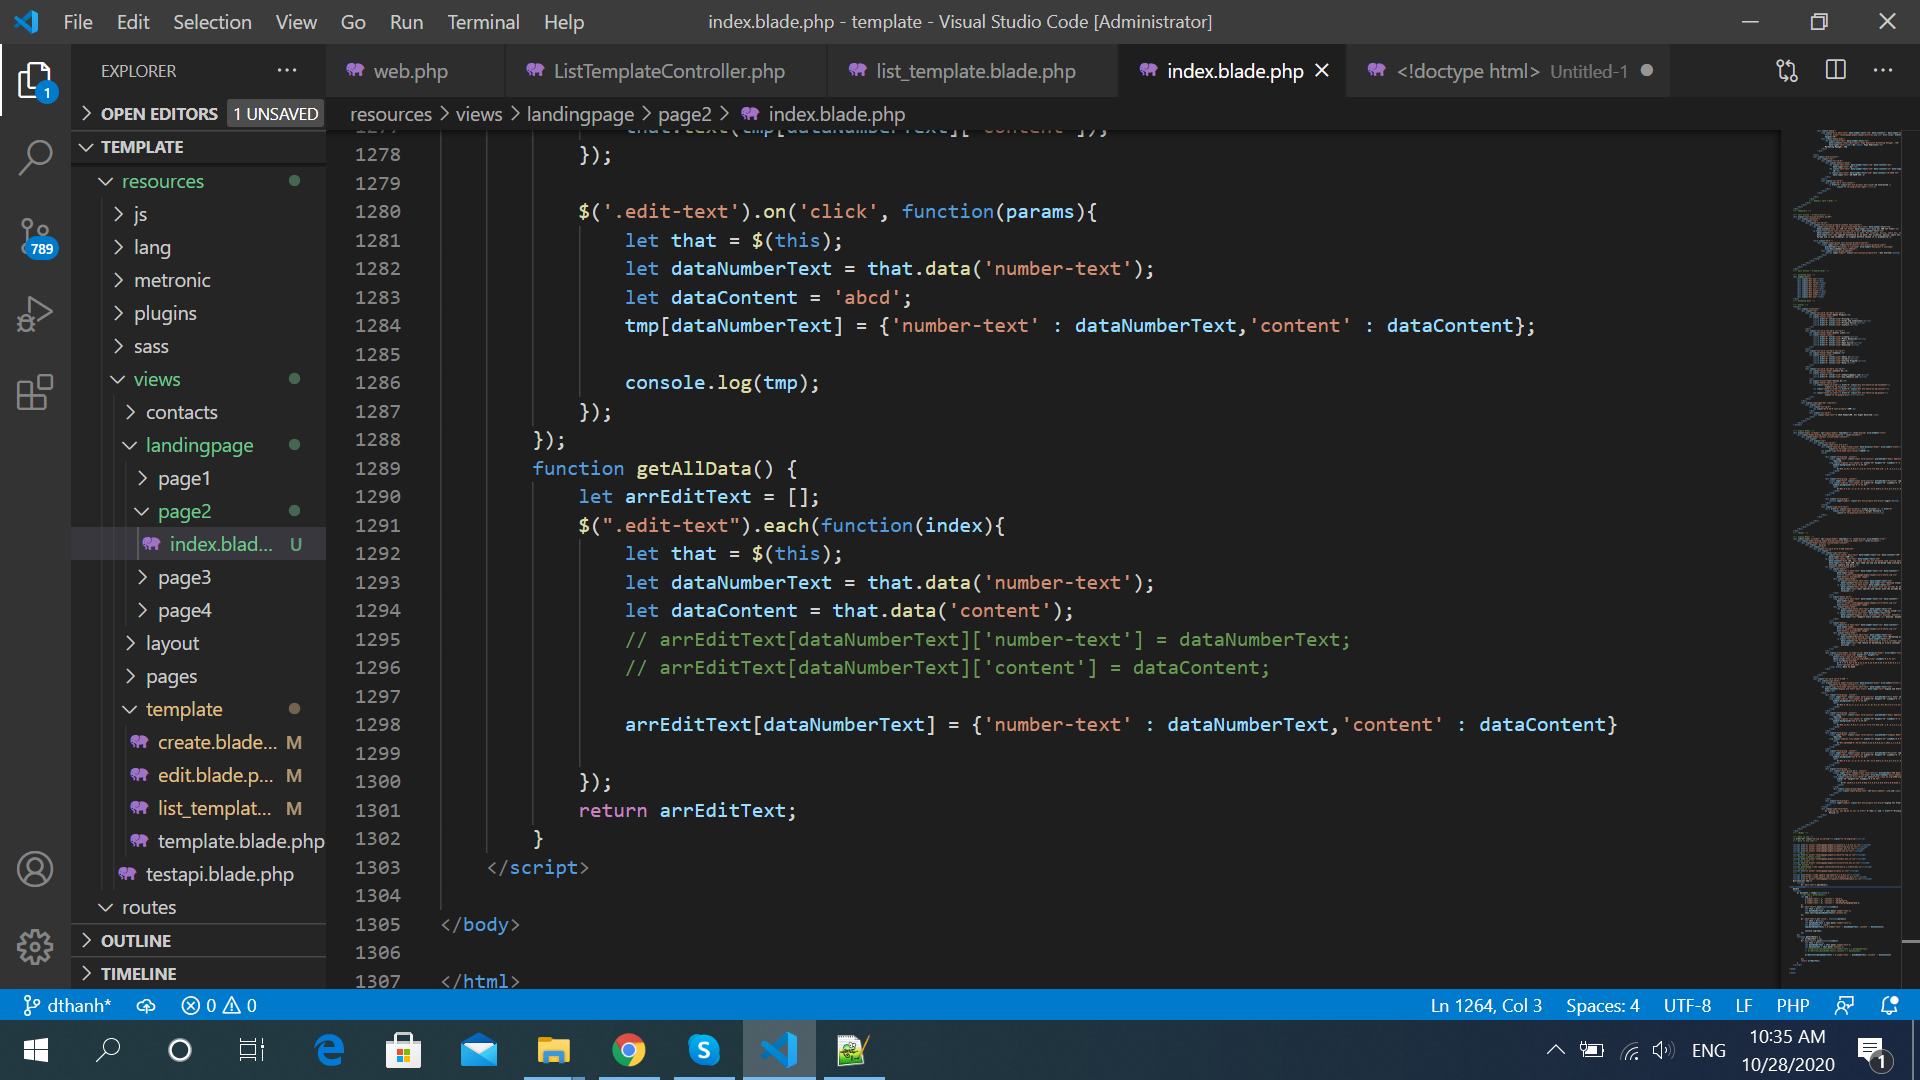 File Edit Selection View Go Run Terminal Help index.blade.php - template - Visual Studio Code [Administrator]
EXPLORER
web.php ListTemplateController.php list_template.blade.php index.blade.php <!doctype html> Untitled-1
1
OPEN EDITORS 1 UNSAVED
resources > views > landingpage > page2 > index.blade.php
TEMPLATE
resources
js
lang
789
metronic
plugins
sass
views
contacts
landingpage
page1
page2
index.blad... U
page3
page4
layout
pages
template
create.blade... M
edit.blade.p... M
list_templat... M
template.blade.php
testapi.blade.php
routes
OUTLINE
TIMELINE
1277 that.text(tmp[dataNumberText]['content']);
1278 });
1279
1280 $('.edit-text').on('click', function(params){
1281 let that = $(this);
1282 let dataNumberText = that.data('number-text');
1283 let dataContent = 'abcd';
1284 tmp[dataNumberText] = {'number-text' : dataNumberText,'content' : dataContent};
1285
1286 console.log(tmp);
1287 });
1288 });
1289 function getAllData() {
1290 let arrEditText = [];
1291 $(".edit-text").each(function(index){
1292 let that = $(this);
1293 let dataNumberText = that.data('number-text');
1294 let dataContent = that.data('content');
1295 // arrEditText[dataNumberText]['number-text'] = dataNumberText;
1296 // arrEditText[dataNumberText]['content'] = dataContent;
1297
1298 arrEditText[dataNumberText] = {'number-text' : dataNumberText,'content' : dataContent}
1299
1300 });
1301 return arrEditText;
1302 }
1303 </script>
1304
1305 </body>
1306
1307 </html>
dthanh* 0 0 Ln 1264, Col 3 Spaces: 4 UTF-8 LF PHP
ENG 10:35 AM
10/28/2020
1